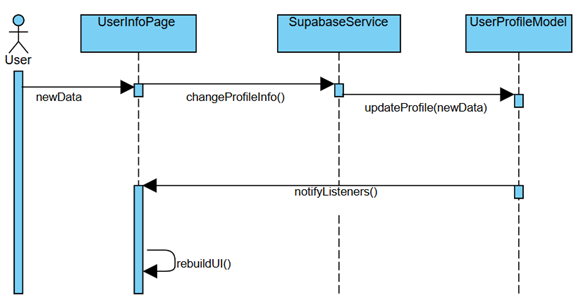 UserInfoPage
SupabaseService
UserProfileModel
User
newData
changeProfileInfo()
updateProfile(newData)
notifyListeners()
rebuildUI()